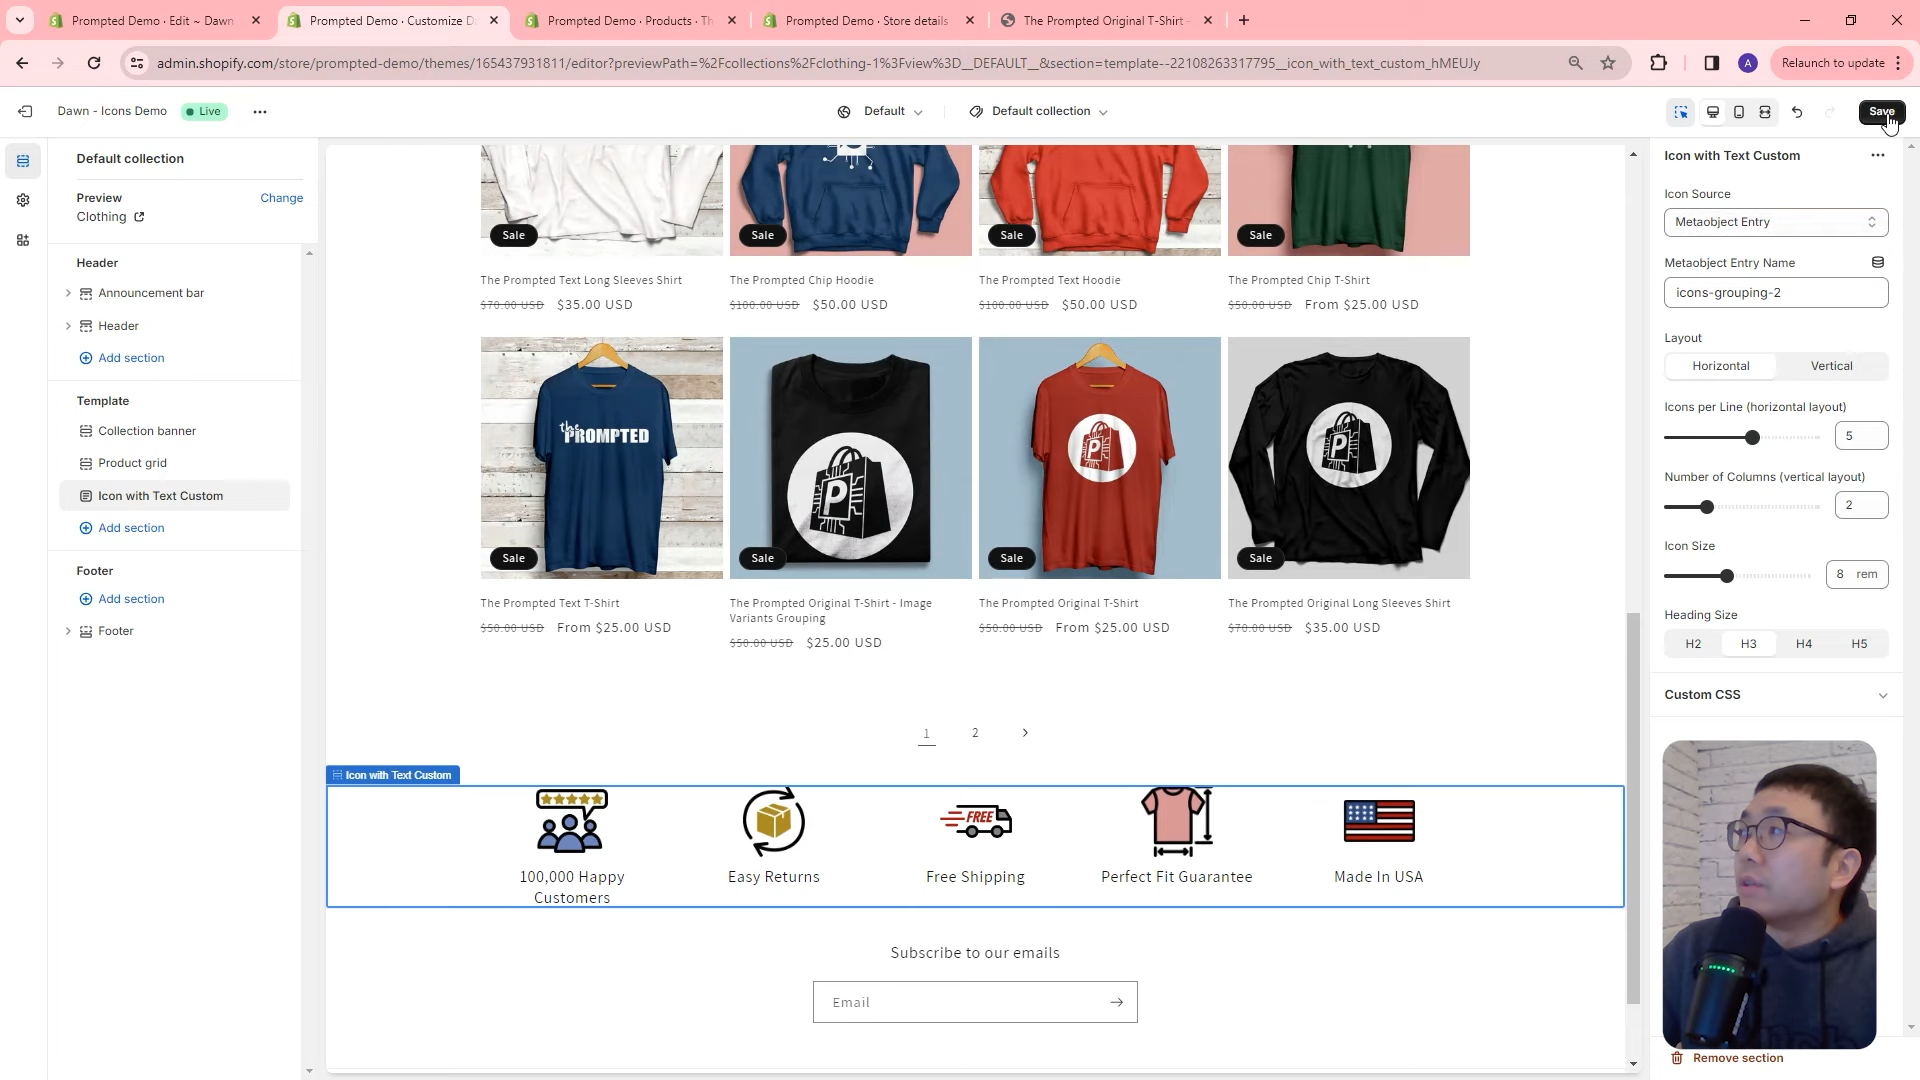 Prompted Demo · Edit ~ Dawn
Prompted Demo · Customize D
Prompted Demo · Products · Th
Prompted Demo · Store details
The Prompted Original T-Shirt -
admin.shopify.com/store/prompted-demo/themes/165437931811/editor?previewPath=%2Fcollections%2Fclothing-1%3Fview%3D__DEFAULT__&section=template--22108263317795__icon_with_text_custom_hMEUJy
A
Relaunch to update
Dawn - Icons Demo
Live
Default
Default collection
Save
Default collection
Preview
Change
Clothing
Header
Announcement bar
Header
Add section
Template
Collection banner
Product grid
Icon with Text Custom
Add section
Footer
Add section
Footer
Sale
Sale
Sale
Sale
The Prompted Text Long Sleeves Shirt
$70.00 USD $35.00 USD
The Prompted Chip Hoodie
$100.00 USD $50.00 USD
The Prompted Text Hoodie
$100.00 USD $50.00 USD
The Prompted Chip T-Shirt
$50.00 USD From $25.00 USD
the
PROMPTED
P
P
P
Sale
Sale
Sale
Sale
The Prompted Text T-Shirt
$50.00 USD From $25.00 USD
The Prompted Original T-Shirt - Image
Variants Grouping
$50.00 USD $25.00 USD
The Prompted Original T-Shirt
$50.00 USD From $25.00 USD
The Prompted Original Long Sleeves Shirt
$70.00 USD $35.00 USD
1
2
Icon with Text Custom
FREE
100,000 Happy
Customers
Easy Returns
Free Shipping
Perfect Fit Guarantee
Made In USA
Subscribe to our emails
Email
Icon with Text Custom
Icon Source
Metaobject Entry
Metaobject Entry Name
icons-grouping-2
Layout
Horizontal
Vertical
Icons per Line (horizontal layout)
5
Number of Columns (vertical layout)
2
Icon Size
8 rem
Heading Size
H2
H3
H4
H5
Custom CSS
Remove section